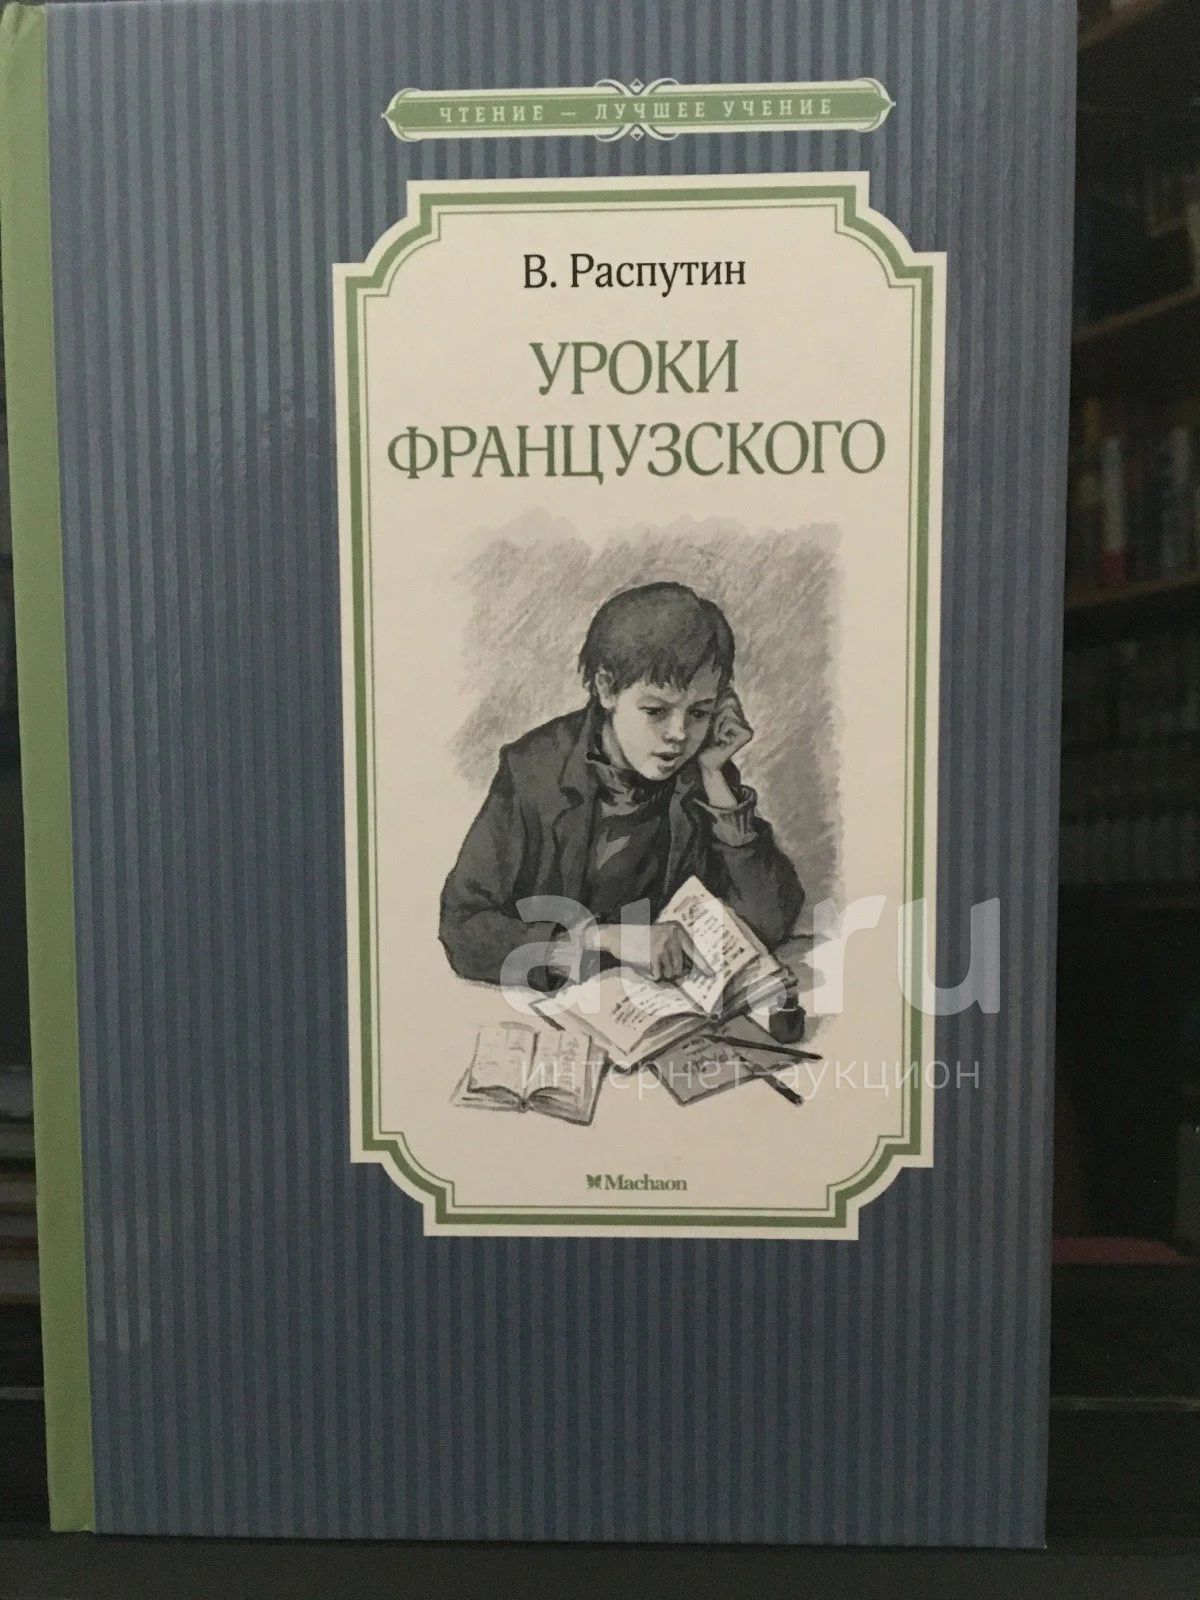 ЧТЕНИЕ — ЛУЧШЕЕ УЧЕНИЕ
В. Распутин
УРОКИ
ФРАНЦУЗСКОГО
au.ru
интернет-аукцион
Machaon